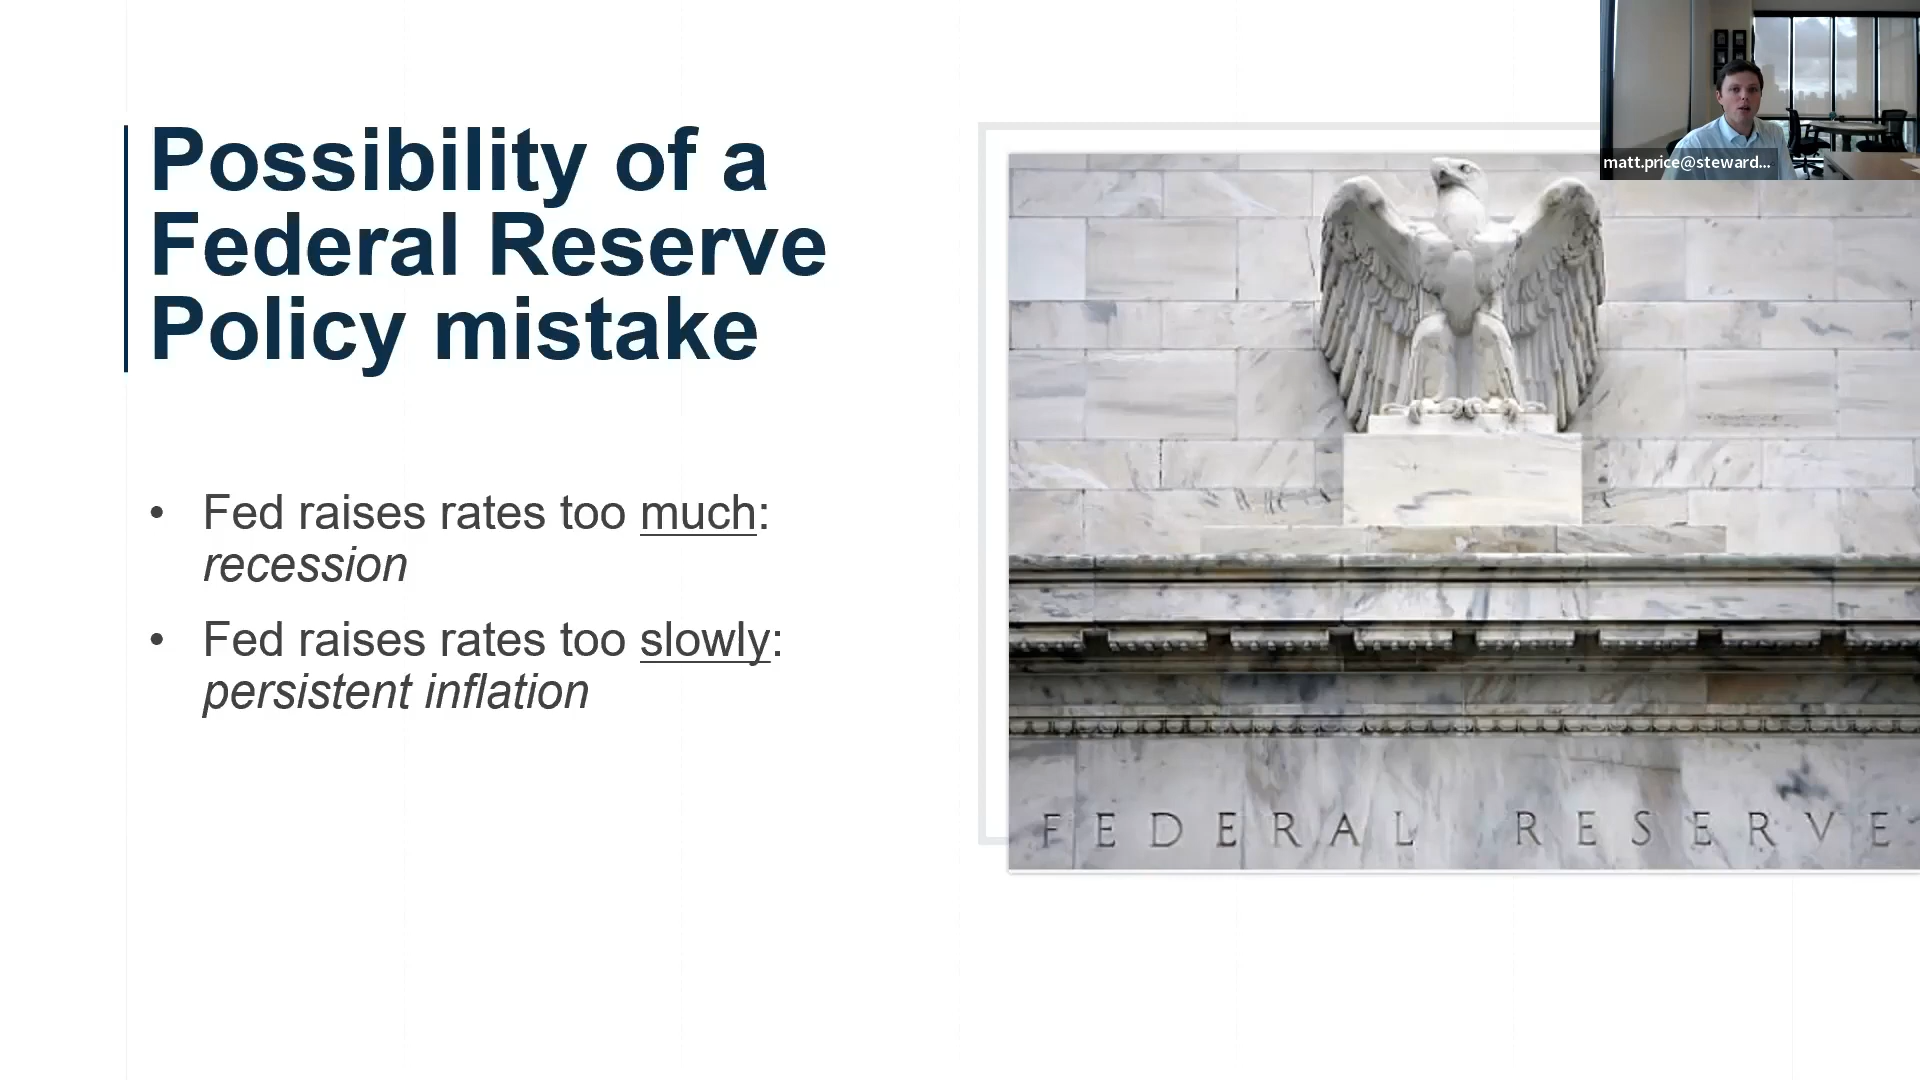 Possibility of a
Federal Reserve
Policy mistake
• Fed raises rates too much:
recession
• Fed raises rates too slowly:
persistent inflation
matt.price@steward...
FEDERAL RESERVE